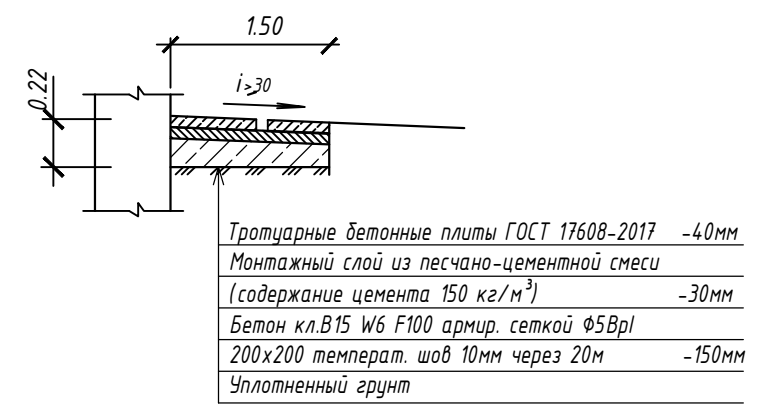 1.50
0.22
i≥30
Тротуарные бетонные плиты ГОСТ 17608-2017 -40мм
Монтажный слой из песчано-цементной смеси
(содержание цемента 150 кг/м³) -30мм
Бетон кл.В15 W6 F100 армир. сеткой Ф5ВрI
200х200 температ. шов 10мм через 20м -150мм
Уплотненный грунт